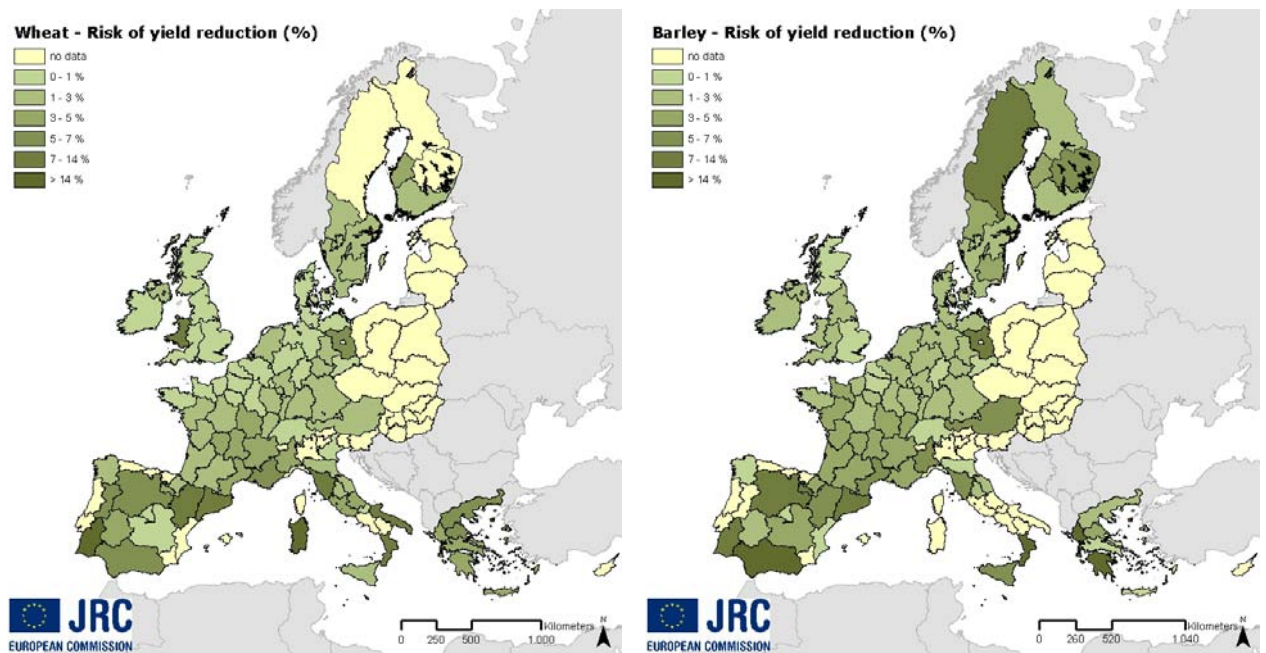 Wheat - Risk of yield reduction (%)
no data
0 - 1 %
1 - 3 %
3 - 5 %
5 - 7 %
7 - 14 %
> 14 %
JRC
EUROPEAN COMMISSION
Kilometers
0 250 500 1.000
N
Barley - Risk of yield reduction (%)
no data
0 - 1 %
1 - 3 %
3 - 5 %
5 - 7 %
7 - 14 %
> 14 %
JRC
EUROPEAN COMMISSION
Kilometers
0 260 520 1.040
N